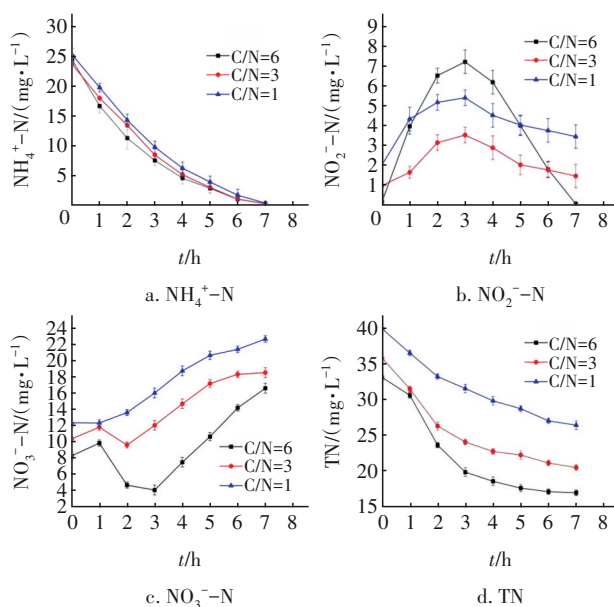 NH₄⁺-N/(mg•L⁻¹)
30
25
20
15
10
5
0 1 2 3 4 5 6 7 8
C/N=6
C/N=3
C/N=1
t/h
a. NH₄⁺-N
NO₂⁻-N/(mg•L⁻¹)
9
8
7
6
5
4
3
2
1
0 1 2 3 4 5 6 7 8
C/N=6
C/N=3
C/N=1
t/h
b. NO₂⁻-N
NO₃⁻-N/(mg•L⁻¹)
24
22
20
18
16
14
12
10
8
6
4
2
0 1 2 3 4 5 6 7 8
C/N=6
C/N=3
C/N=1
t/h
c. NO₃⁻-N
TN/(mg•L⁻¹)
40
35
30
25
20
15
0 1 2 3 4 5 6 7 8
C/N=6
C/N=3
C/N=1
t/h
d. TN